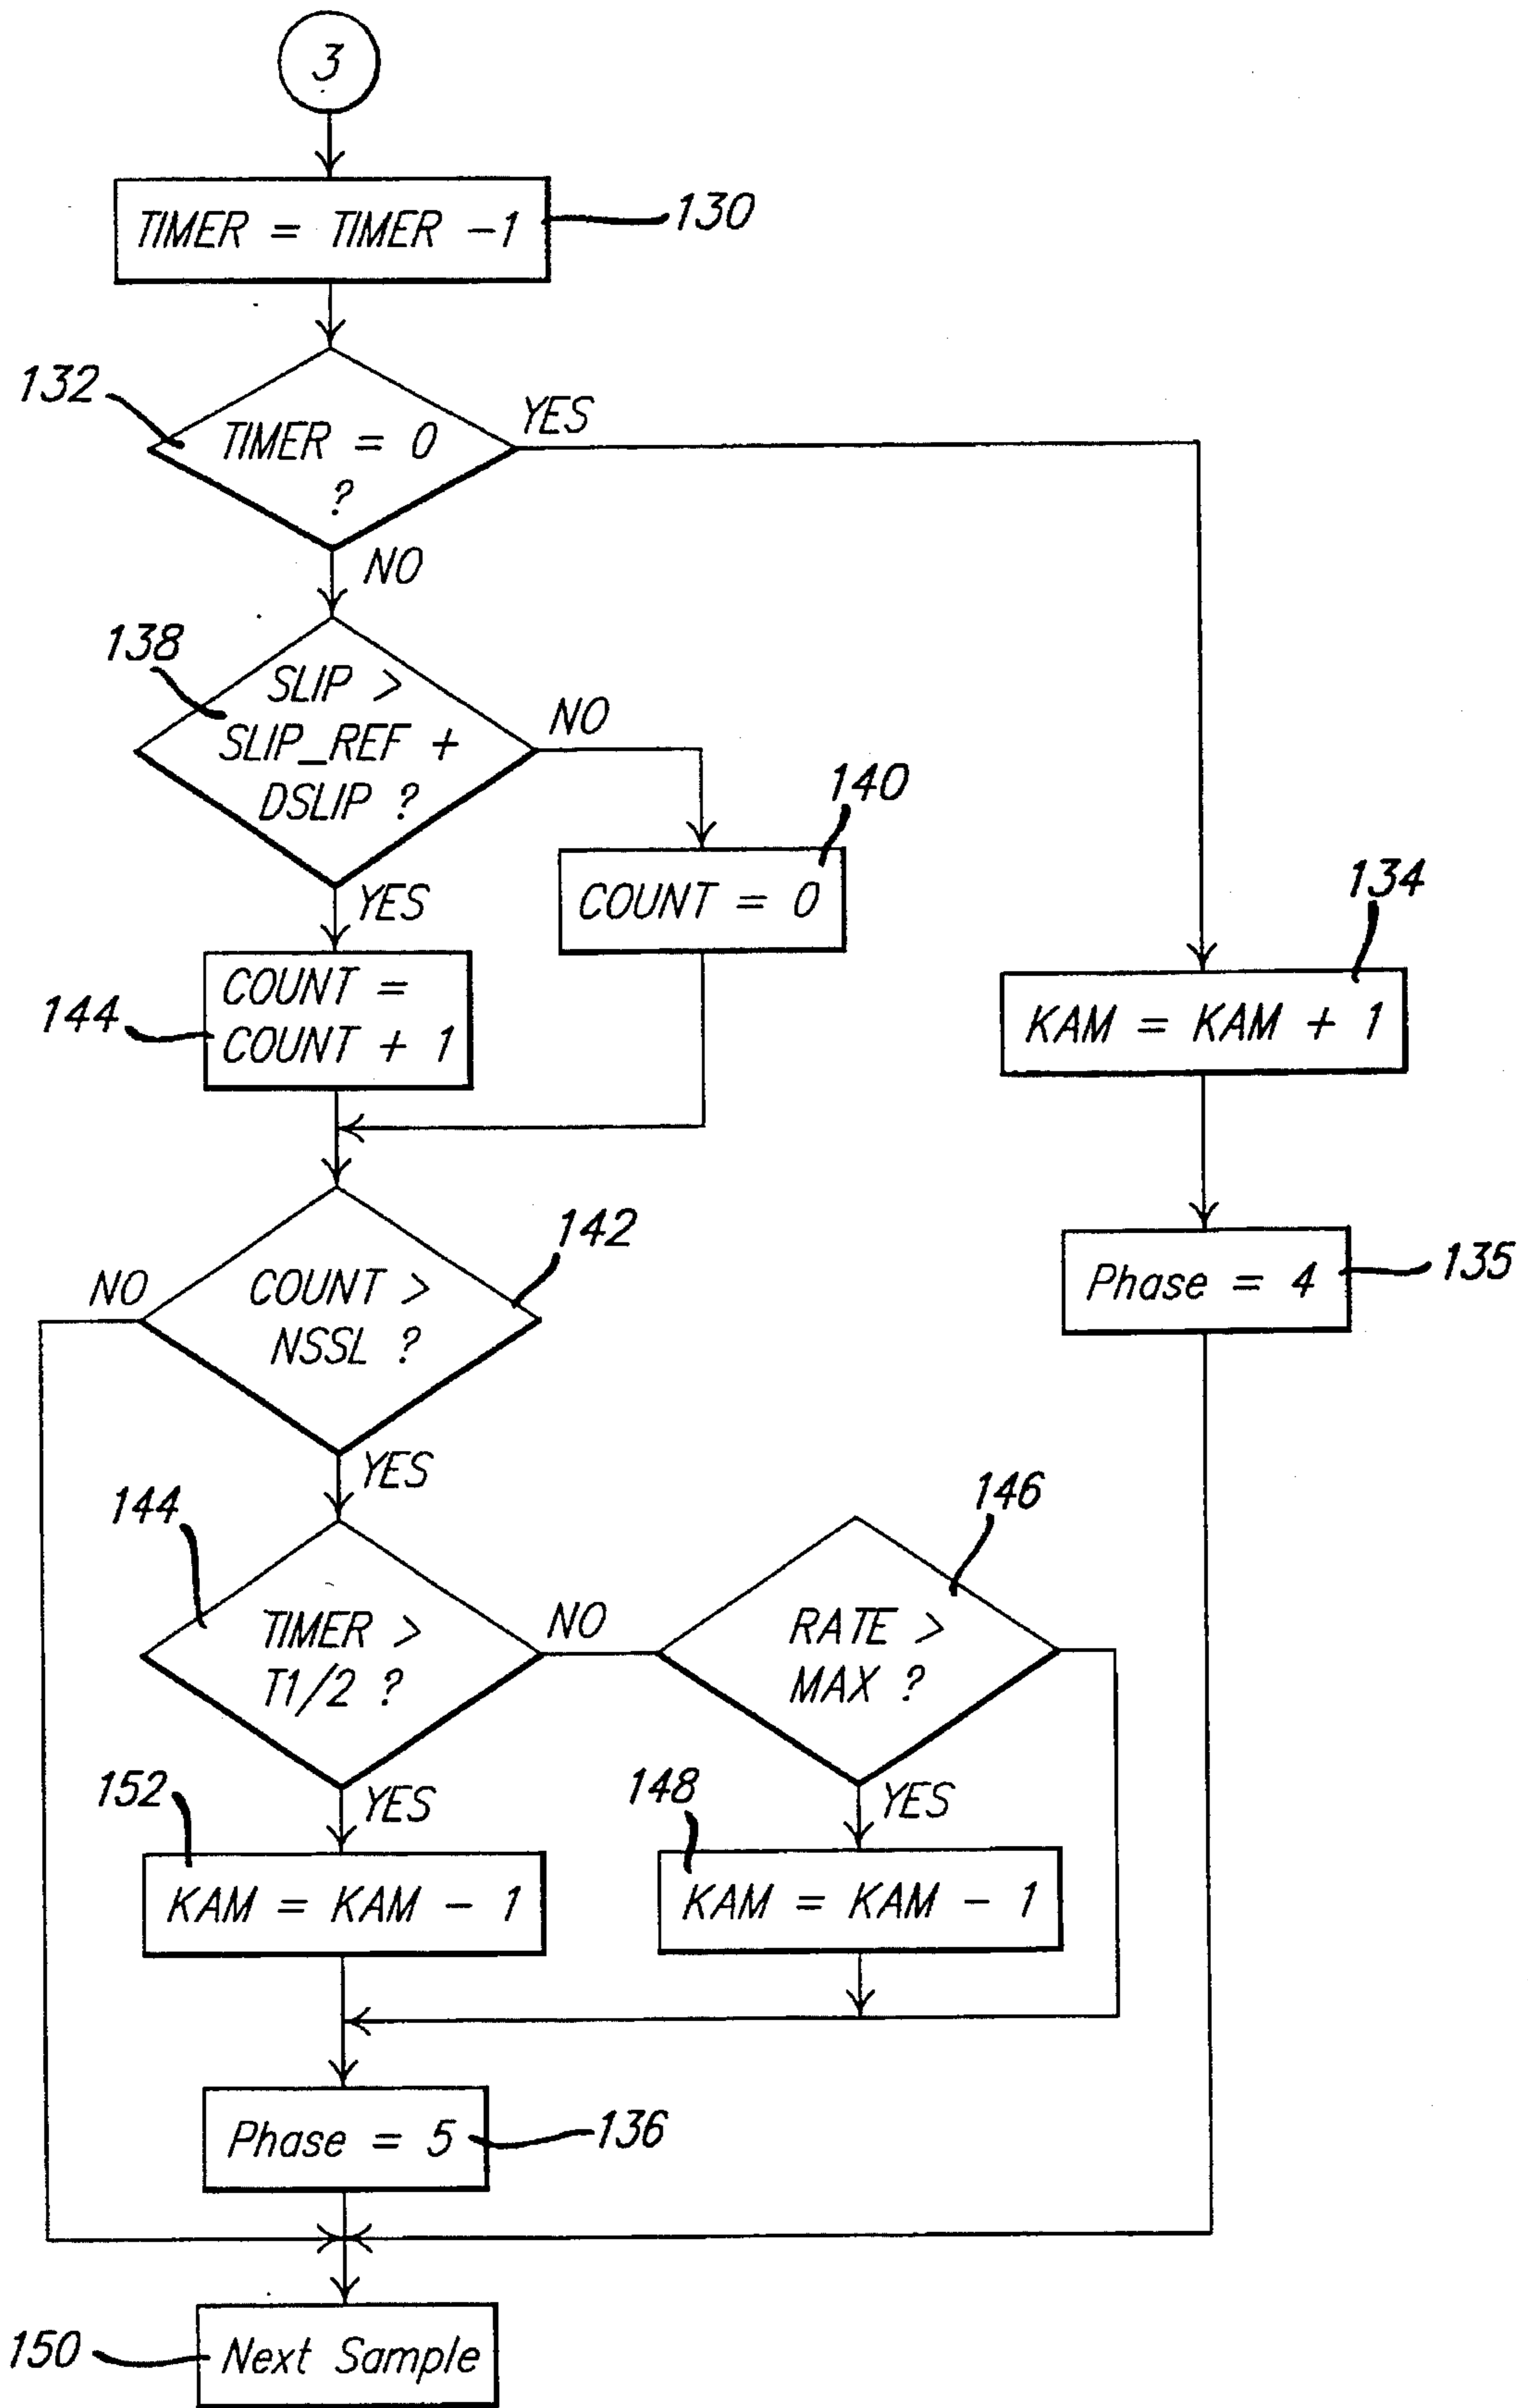 3
TIMER = TIMER -1
130
132
TIMER = 0
?
YES
NO
138
SLIP >
SLIP_REF +
DSLIP ?
NO
YES
140
COUNT = 0
144
COUNT =
COUNT + 1
134
KAM = KAM + 1
142
COUNT >
NSSL ?
NO
YES
Phase = 4
135
144
TIMER >
T1/2 ?
NO
YES
146
RATE >
MAX ?
YES
152
KAM = KAM - 1
148
KAM = KAM - 1
Phase = 5
136
150
Next Sample